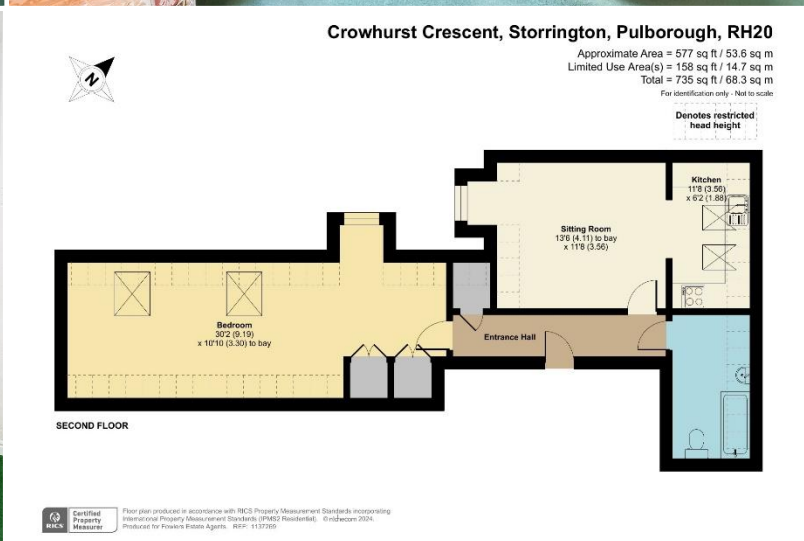 Crowhurst Crescent, Storrington, Pulborough, RH20
Approximate Area = 577 sq ft / 53.6 sq m
Limited Use Area(s) = 158 sq ft / 14.7 sq m
Total = 735 sq ft / 68.3 sq m
For identification only - Not to scale
N
Denotes restricted
head height
Kitchen
11'8 (3.56)
x 6'2 (1.88)
Sitting Room
13'6 (4.11) to bay
x 11'8 (3.56)
Bedroom
30'2 (9.19)
x 10'10 (3.30) to bay
Entrance Hall
SECOND FLOOR
RICS
Certified
Property
Measurer
Floor plan produced in accordance with RICS Property Measurement Standards incorporating
International Property Measurement Standards (IPMS2 Residential). © nichecom 2024.
Produced for Fowlers Estate Agents. REF: 1137269